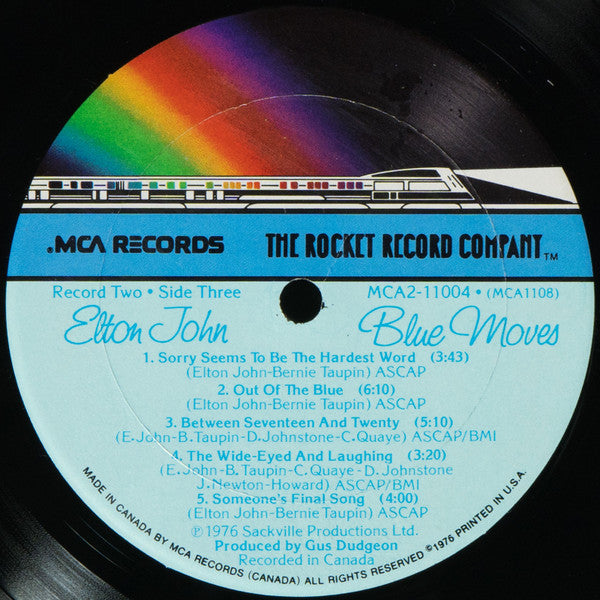 .MCA RECORDS
THE ROCKET RECORD COMPANY TM
Record Two • Side Three
MCA2-11004 • (MCA1108)
Elton John
Blue Moves
1. Sorry Seems To Be The Hardest Word (3:43)
(Elton John-Bernie Taupin) ASCAP
2. Out Of The Blue (6:10)
(Elton John-Bernie Taupin) ASCAP
3. Between Seventeen And Twenty (5:10)
(E.John-B.Taupin-D.Johnstone-C.Quaye) ASCAP/BMI
4. The Wide-Eyed And Laughing (3:20)
(E.John-B.Taupin-C.Quaye-D.Johnstone
J.Newton-Howard) ASCAP/BMI
5. Someone's Final Song (4:00)
(Elton John-Bernie Taupin) ASCAP
℗1976 Sackville Productions Ltd.
Produced by Gus Dudgeon
Recorded in Canada
MADE IN CANADA BY MCA RECORDS (CANADA) ALL RIGHTS RESERVED ©1976 PRINTED IN U.S.A.